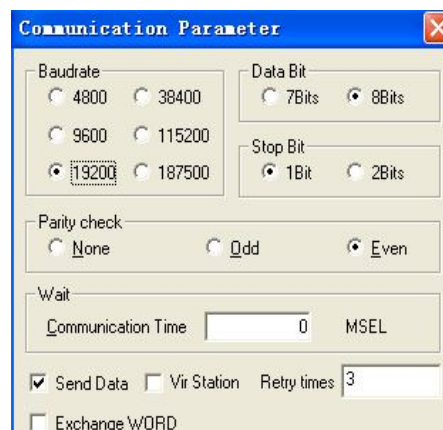 Communication Parameter
Baudrate
4800 38400
9600 115200
19200 187500
Data Bit
7Bits 8Bits
Stop Bit
1Bit 2Bits
Parity check
None Odd Even
Wait
Communication Time 0 MSEL
Send Data Vir Station Retry times 3
Exchange WORD